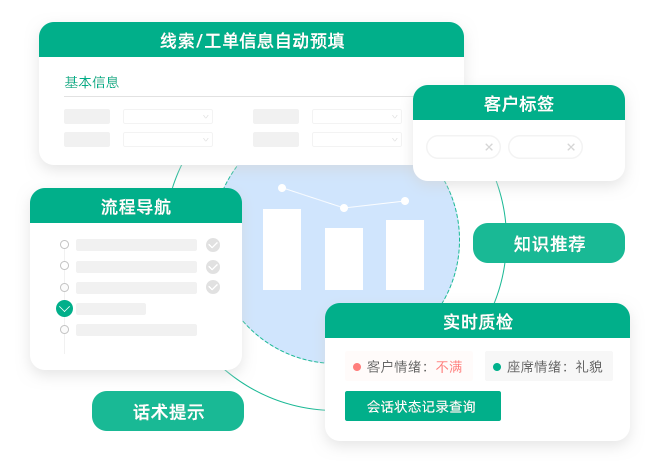 线索/工单信息自动预填
基本信息
客户标签
流程导航
知识推荐
实时质检
客户情绪：不满
座席情绪：礼貌
会话状态记录查询
话术提示